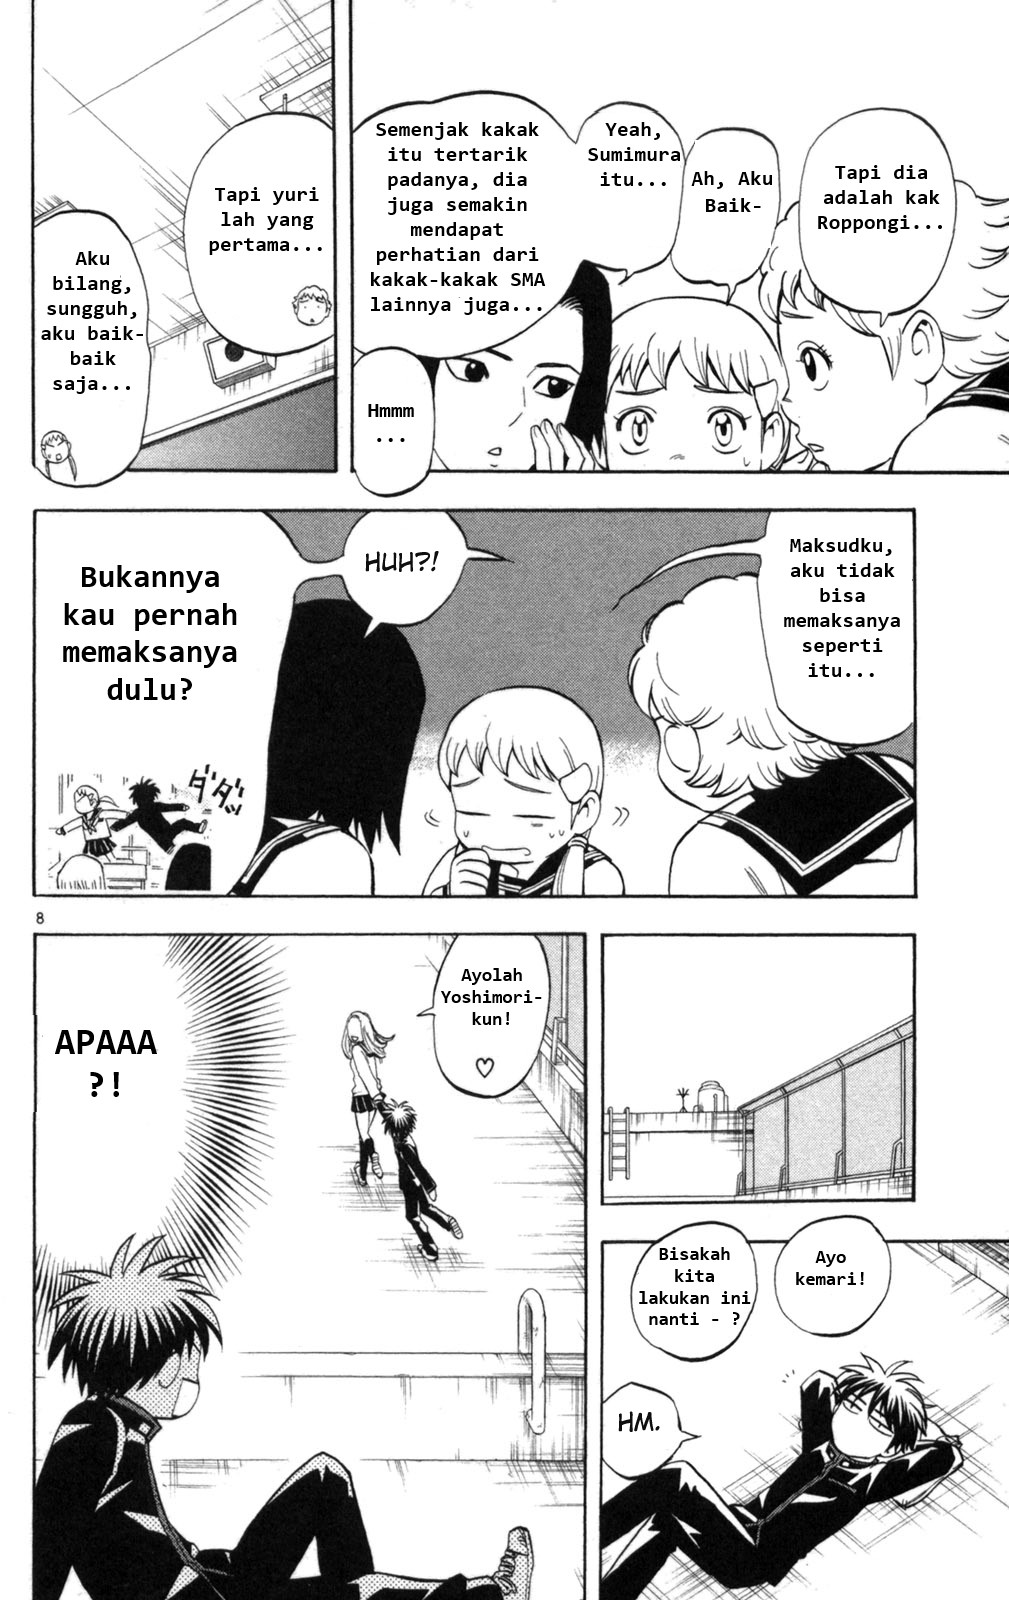 Tapi dia
adalah kak
Roppongi...
Ah, Aku
Baik-
Yeah,
Sumimura
itu...
Semenjak kakak
itu tertarik
padanya, dia
juga semakin
mendapat
perhatian dari
kakak-kakak SMA
lainnya juga...
Hmmm
...
Tapi yuri
lah yang
pertama...
Aku
bilang,
sungguh,
aku baik-
baik
saja...
Maksudku,
aku tidak
bisa
memaksanya
seperti
itu...
HUH?!
Bukannya
kau pernah
memaksanya
dulu?
ダダッ
8
Ayo
kemari!
Bisakah
kita
lakukan ini
nanti - ?
HM.
Ayolah
Yoshimori-
kun!
♡
APAAA
?!